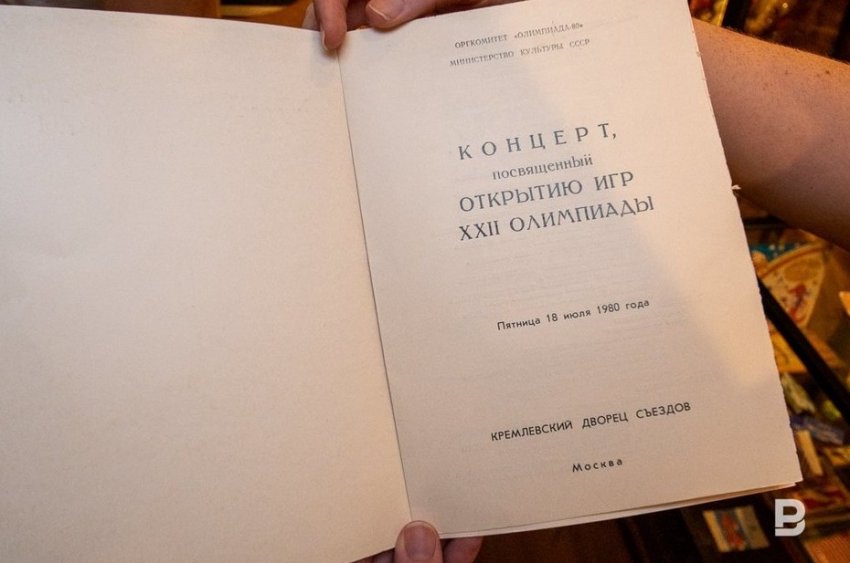 ОРГКОМИТЕТ «ОЛИМПИАДА-80»
МИНИСТЕРСТВО КУЛЬТУРЫ СССР
КОНЦЕРТ,
посвященный
ОТКРЫТИЮ ИГР
XXII ОЛИМПИАДЫ
Пятница 18 июля 1980 года
КРЕМЛЕВСКИЙ ДВОРЕЦ СЪЕЗДОВ
Москва
B